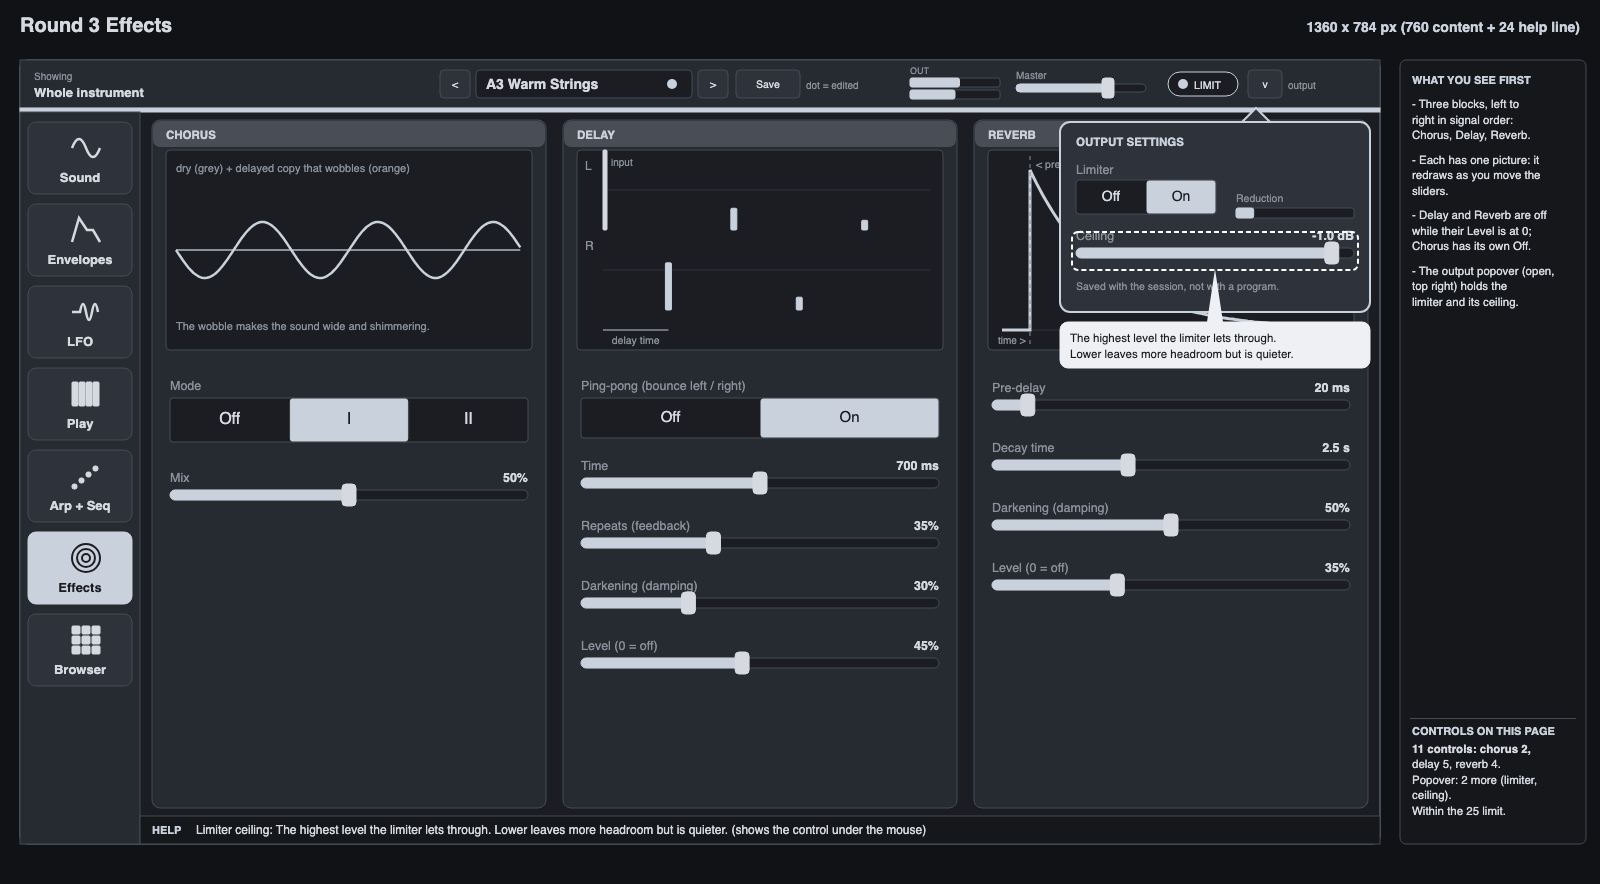 Round 3 Effects
1360 x 784 px (760 content + 24 help line)
Showing
Whole instrument
<
A3 Warm Strings
>
Save
dot = edited
OUT
Master
LIMIT
v
output
Sound
Envelopes
LFO
Play
Arp + Seq
Effects
Browser
CHORUS
dry (grey) + delayed copy that wobbles (orange)
The wobble makes the sound wide and shimmering.
Mode
Off
I
II
Mix
50%
DELAY
L
input
R
delay time
Ping-pong (bounce left / right)
Off
On
Time
700 ms
Repeats (feedback)
35%
Darkening (damping)
30%
Level (0 = off)
45%
REVERB
< pre
time >
OUTPUT SETTINGS
Limiter
Off
On
Reduction
Ceiling
-1.0 dB
Saved with the session, not with a program.
The highest level the limiter lets through.
Lower leaves more headroom but is quieter.
Pre-delay
20 ms
Decay time
2.5 s
Darkening (damping)
50%
Level (0 = off)
35%
HELP
Limiter ceiling: The highest level the limiter lets through. Lower leaves more headroom but is quieter. (shows the control under the mouse)
WHAT YOU SEE FIRST
- Three blocks, left to
right in signal order:
Chorus, Delay, Reverb.
- Each has one picture: it
redraws as you move the
sliders.
- Delay and Reverb are off
while their Level is at 0;
Chorus has its own Off.
- The output popover (open,
top right) holds the
limiter and its ceiling.
CONTROLS ON THIS PAGE
11 controls: chorus 2,
delay 5, reverb 4.
Popover: 2 more (limiter,
ceiling).
Within the 25 limit.